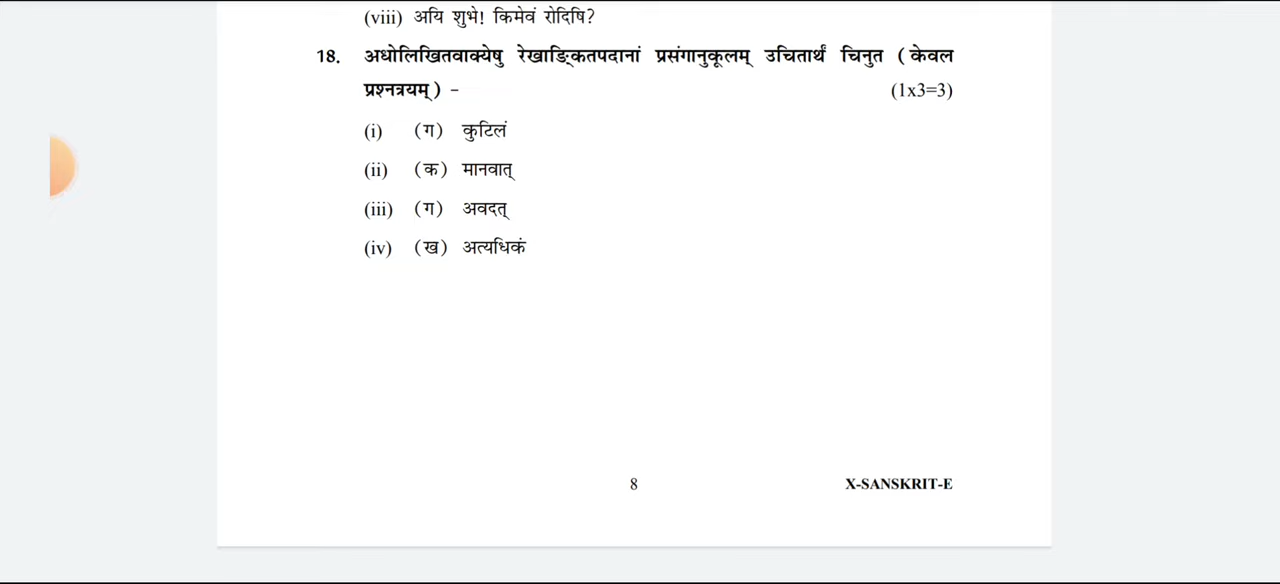 (viii) अयि शुभे! किमेवं रोदिषि?
18. अधोलिखितवाक्येषु रेखाङ्कितपदानां प्रसंगानुकूलम् उचितार्थं चिनुत (केवल
प्रश्नत्रयम्) - (1x3=3)
(i) (ग) कुटिलं
(ii) (क) मानवात्
(iii) (ग) अवदत्
(iv) (ख) अत्यधिकं
8 X-SANSKRIT-E